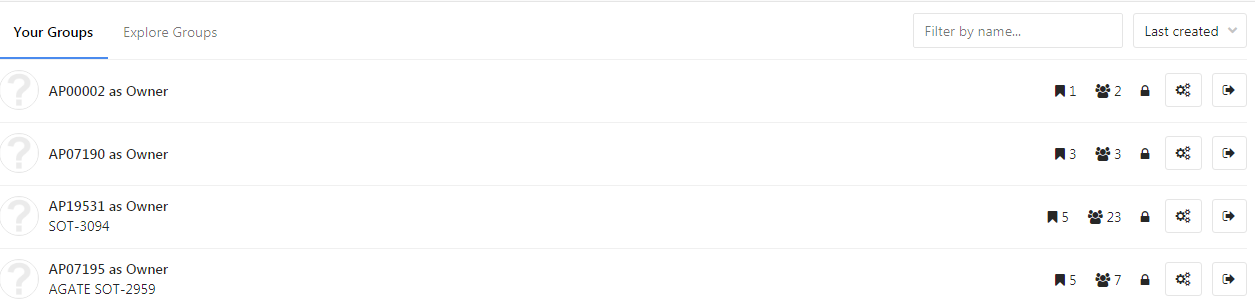 Your Groups Explore Groups Filter by name... Last created
AP00002 as Owner 1 2
AP07190 as Owner 3 3
AP19531 as Owner 5 23
SOT-3094
AP07195 as Owner 5 7
AGATE SOT-2959